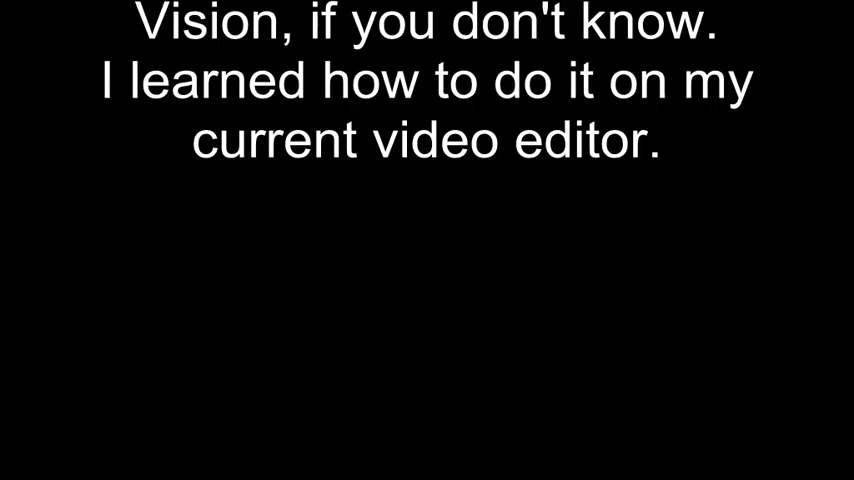 Vision, if you don't know.
I learned how to do it on my
current video editor.